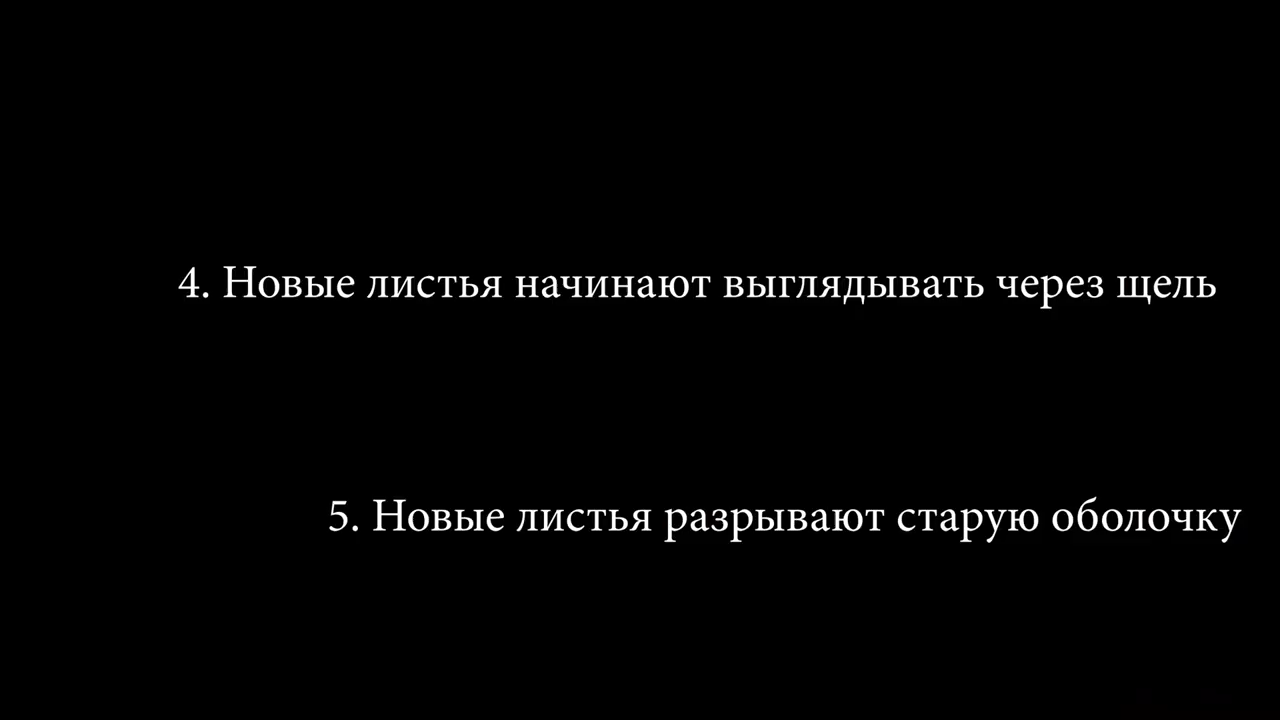 4. Новые листья начинают выглядывать через щель
5. Новые листья разрывают старую оболочку